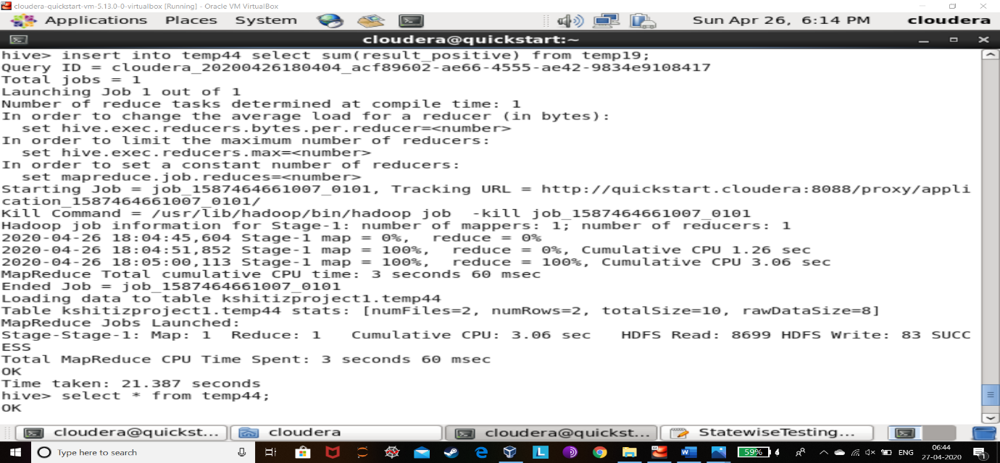 cloudera-quickstart-vm-5.13.0-0-virtualbox [Running] - Oracle VM VirtualBox
Applications Places System Sun Apr 26, 6:14 PM cloudera
cloudera@quickstart:~
hive> insert into temp44 select sum(result_positive) from temp19;
Query ID = cloudera_20200426180404_acf89602-ae66-4555-ae42-9834e9108417
Total jobs = 1
Launching Job 1 out of 1
Number of reduce tasks determined at compile time: 1
In order to change the average load for a reducer (in bytes):
  set hive.exec.reducers.bytes.per.reducer=<number>
In order to limit the maximum number of reducers:
  set hive.exec.reducers.max=<number>
In order to set a constant number of reducers:
  set mapreduce.job.reduces=<number>
Starting Job = job_1587464661007_0101, Tracking URL = http://quickstart.cloudera:8088/proxy/appli
cation_1587464661007_0101/
Kill Command = /usr/lib/hadoop/bin/hadoop job  -kill job_1587464661007_0101
Hadoop job information for Stage-1: number of mappers: 1; number of reducers: 1
2020-04-26 18:04:45,604 Stage-1 map = 0%,  reduce = 0%
2020-04-26 18:04:51,852 Stage-1 map = 100%,  reduce = 0%, Cumulative CPU 1.26 sec
2020-04-26 18:05:00,113 Stage-1 map = 100%,  reduce = 100%, Cumulative CPU 3.06 sec
MapReduce Total cumulative CPU time: 3 seconds 60 msec
Ended Job = job_1587464661007_0101
Loading data to table kshitizproject1.temp44
Table kshitizproject1.temp44 stats: [numFiles=2, numRows=2, totalSize=10, rawDataSize=8]
MapReduce Jobs Launched:
Stage-Stage-1: Map: 1  Reduce: 1   Cumulative CPU: 3.06 sec   HDFS Read: 8699 HDFS Write: 83 SUCC
ESS
Total MapReduce CPU Time Spent: 3 seconds 60 msec
OK
Time taken: 21.387 seconds
hive> select * from temp44;
OK
cloudera@quickst... cloudera cloudera@quickst... StatewiseTesting...
Type here to search 59% ENG 06:44
27-04-2020